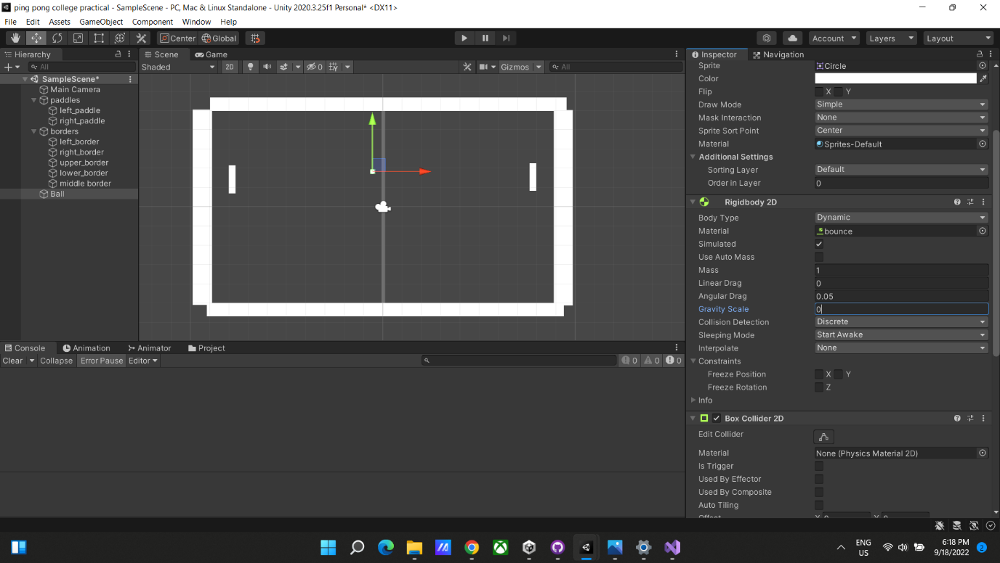 ping pong college practical - SampleScene - PC, Mac & Linux Standalone - Unity 2020.3.25f1 Personal* <DX11>
File Edit Assets GameObject Component Window Help
Center Global Account Layers Layout
Hierarchy
All
SampleScene*
Main Camera
paddles
left_paddle
right_paddle
borders
left_border
right_border
upper_border
lower_border
middle border
Ball
Scene Game
Shaded 2D 0 Gizmos All
Console Animation Animator Project
Clear Collapse Error Pause Editor 0 0 0
Inspector Navigation
Sprite Circle
Color
Flip X Y
Draw Mode Simple
Mask Interaction None
Sprite Sort Point Center
Material Sprites-Default
Additional Settings
Sorting Layer Default
Order in Layer 0
Rigidbody 2D
Body Type Dynamic
Material bounce
Simulated
Use Auto Mass
Mass 1
Linear Drag 0
Angular Drag 0.05
Gravity Scale 0
Collision Detection Discrete
Sleeping Mode Start Awake
Interpolate None
Constraints
Freeze Position X Y
Freeze Rotation Z
Info
Box Collider 2D
Edit Collider
Material None (Physics Material 2D)
Is Trigger
Used By Effector
Used By Composite
Auto Tiling
Offset X 0 Y 0
ENG
US
6:18 PM
9/18/2022
2